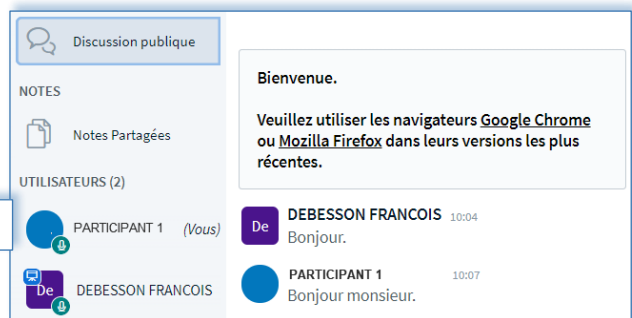 Discussion publique
NOTES
Notes Partagées
UTILISATEURS (2)
PARTICIPANT 1 (Vous)
De DEBESSON FRANCOIS
Bienvenue.
Veuillez utiliser les navigateurs Google Chrome
ou Mozilla Firefox dans leurs versions les plus
récentes.
De DEBESSON FRANCOIS 10:04
Bonjour.
PARTICIPANT 1 10:07
Bonjour monsieur.